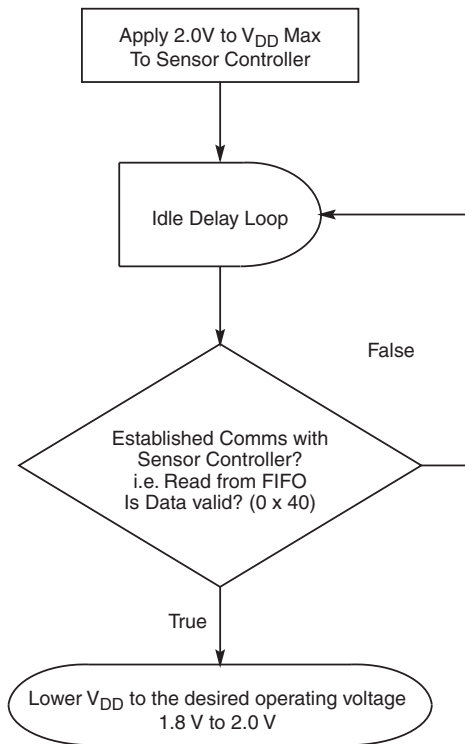 Apply 2.0V to VDD Max
To Sensor Controller
Idle Delay Loop
False
Established Comms with
Sensor Controller?
i.e. Read from FIFO
Is Data valid? (0 x 40)
True
Lower VDD to the desired operating voltage
1.8 V to 2.0 V